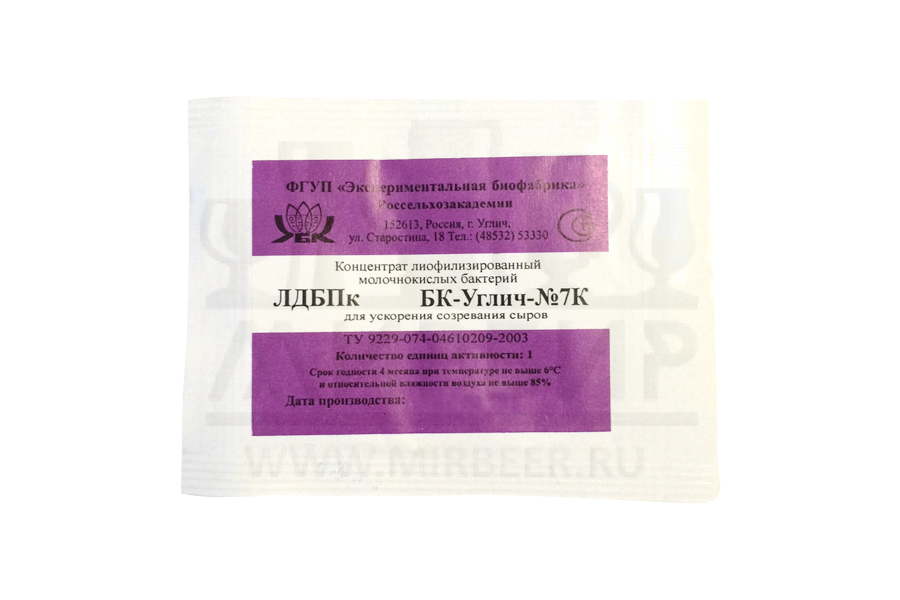 ФГУП «Экспериментальная биофабрика»
Россельхозакадемии
152613, Россия, г. Углич,
ул. Старостина, 18 Тел.: (48532) 53330
БК
Концентрат лиофилизированный
молочнокислых бактерий
ЛДБПк БК-Углич-№7К
для ускорения созревания сыров
ТУ 9229-074-04610209-2003
Количество единиц активности: 1
Срок годности 4 месяца при температуре не выше 6°С
и относительной влажности воздуха не выше 85%
Дата производства:
WWW.MIRBEER.RU